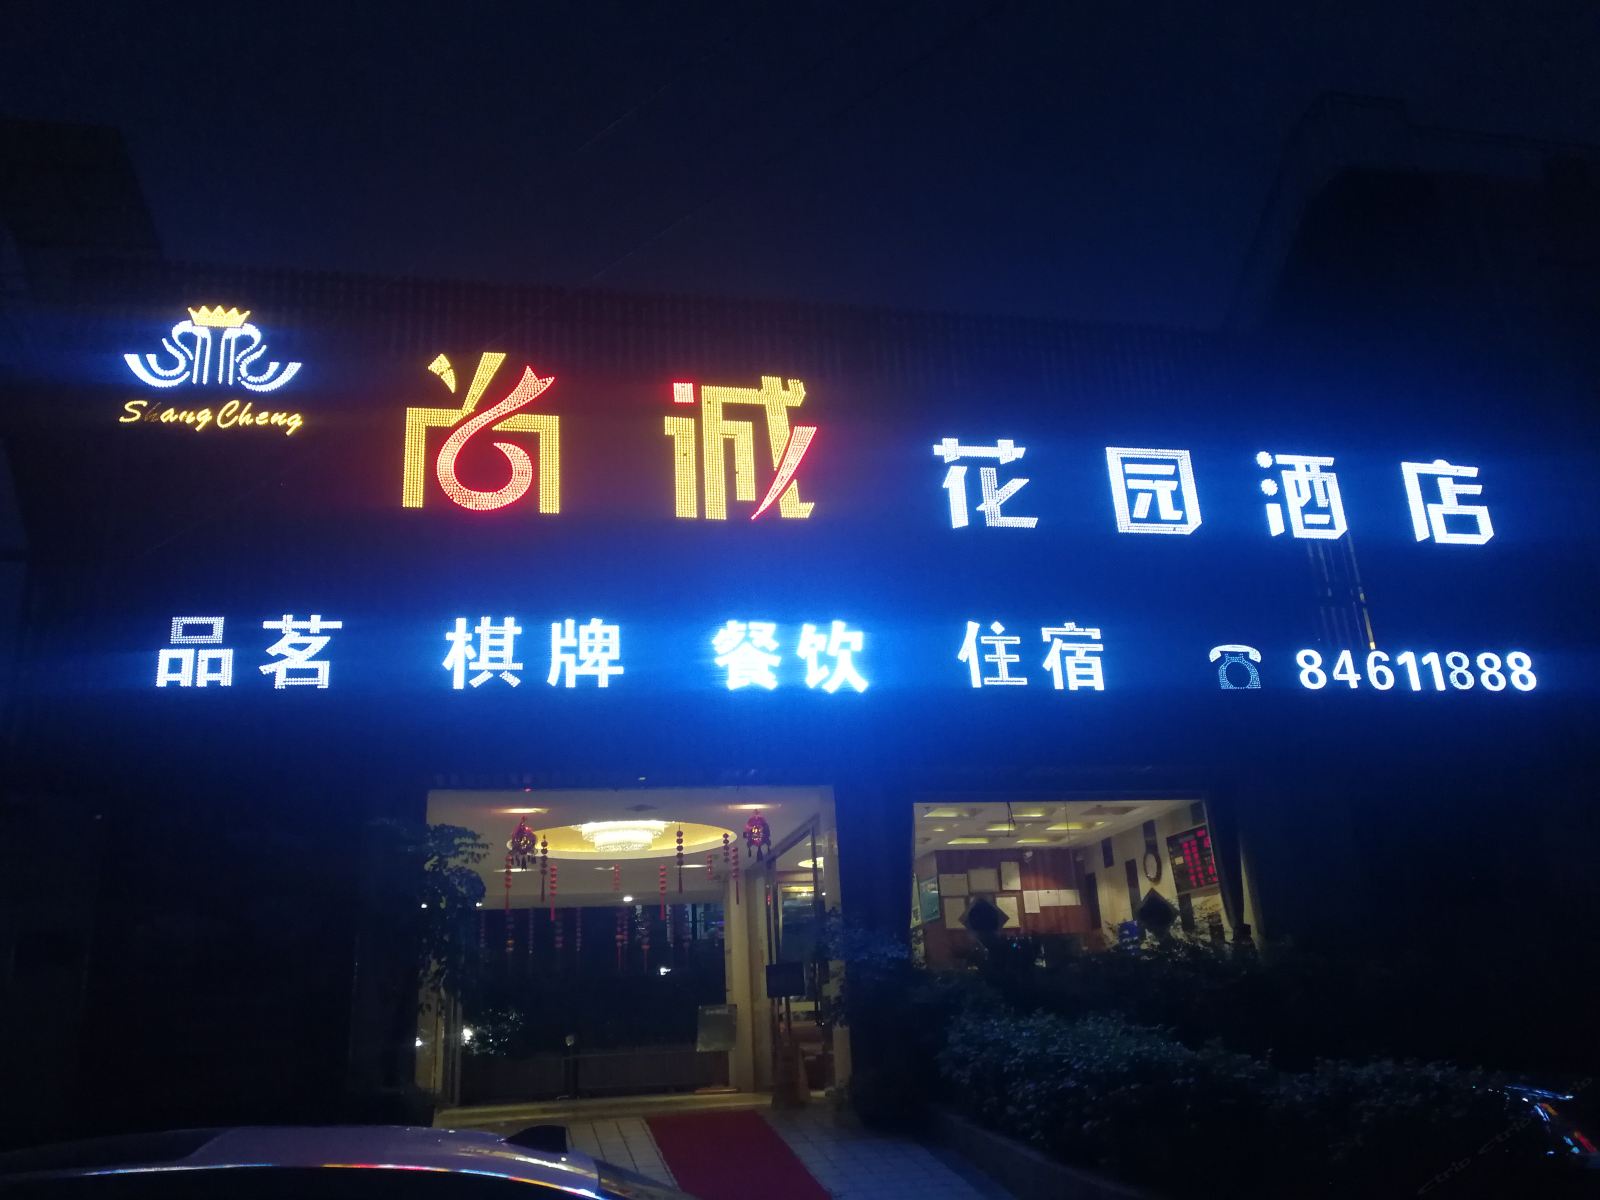 Shang Cheng
尚诚花园酒店
品茗 棋牌 餐饮 住宿 ☎ 84611888